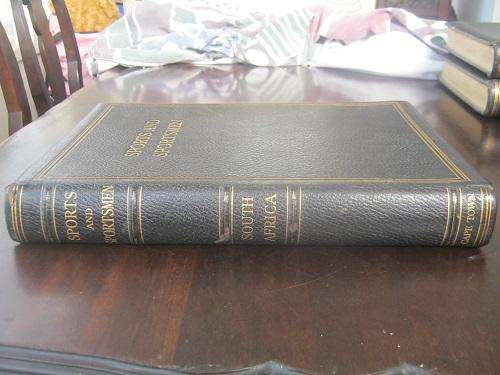 SPORTS AND
SPORTSMEN
SPORTS
AND
SPORTSMEN
SOUTH
AFRICA
CAPE TOWN